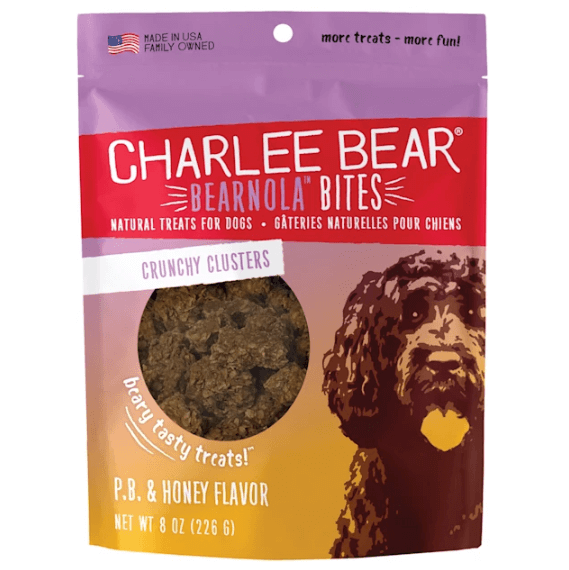 MADE IN USA
FAMILY OWNED
more treats - more fun!
CHARLEE BEAR®
BEARNOLA™ BITES
NATURAL TREATS FOR DOGS • GÂTERIES NATURELLES POUR CHIENS
CRUNCHY CLUSTERS
beary tasty treats!™
P.B. & HONEY FLAVOR
NET WT 8 OZ (226 G)